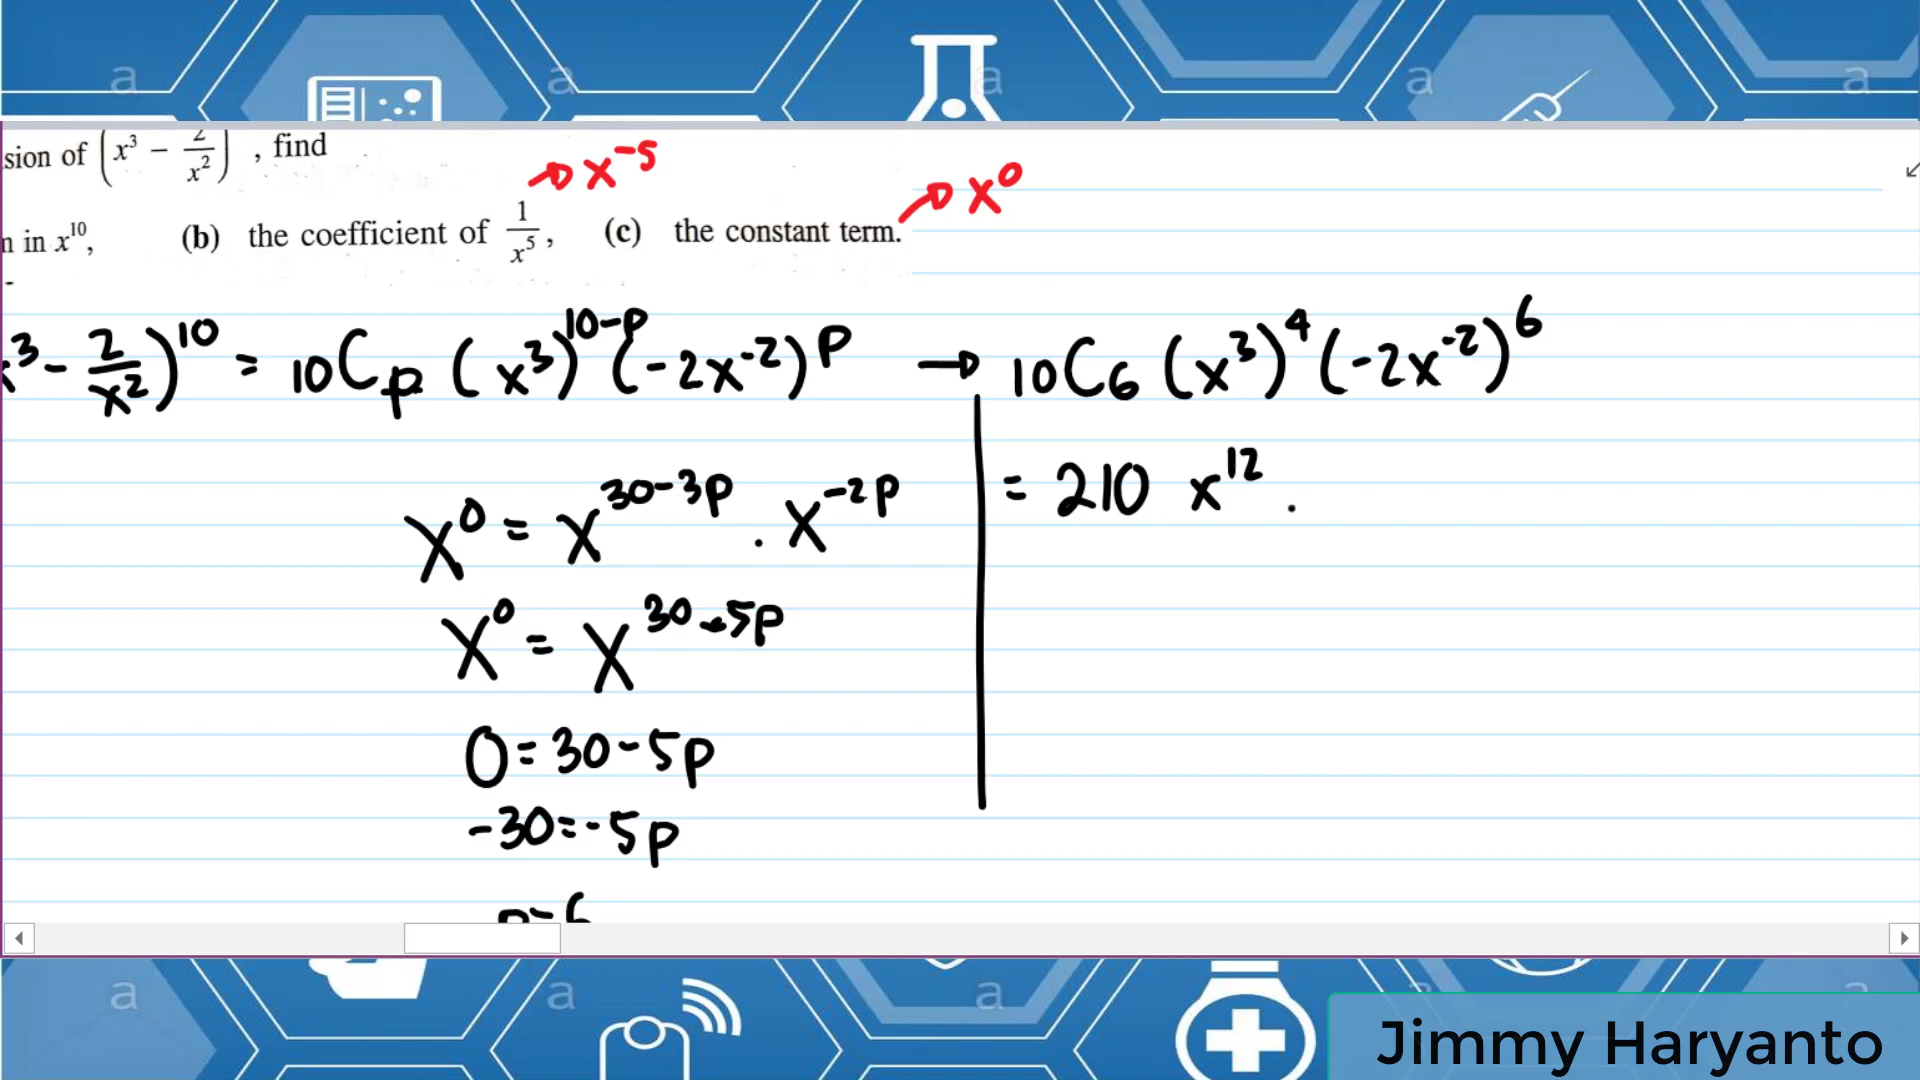 a a a a a
sion of (x³ − 2/x²) , find
→ x⁻⁵
→ x⁰
n in x¹⁰, (b) the coefficient of 1/x⁵, (c) the constant term.
x³ - 2/x²)¹⁰ = 10Cp (x³)¹⁰⁻ᵖ (-2x⁻²)ᵖ → 10C6 (x³)⁴ (-2x⁻²)⁶
x⁰ = x³⁰⁻³ᵖ . x⁻²ᵖ
= 210 x¹² .
x⁰ = x³⁰⁻⁵ᵖ
0 = 30 - 5p
-30 = -5p
p = 6
a a a a a
Jimmy Haryanto